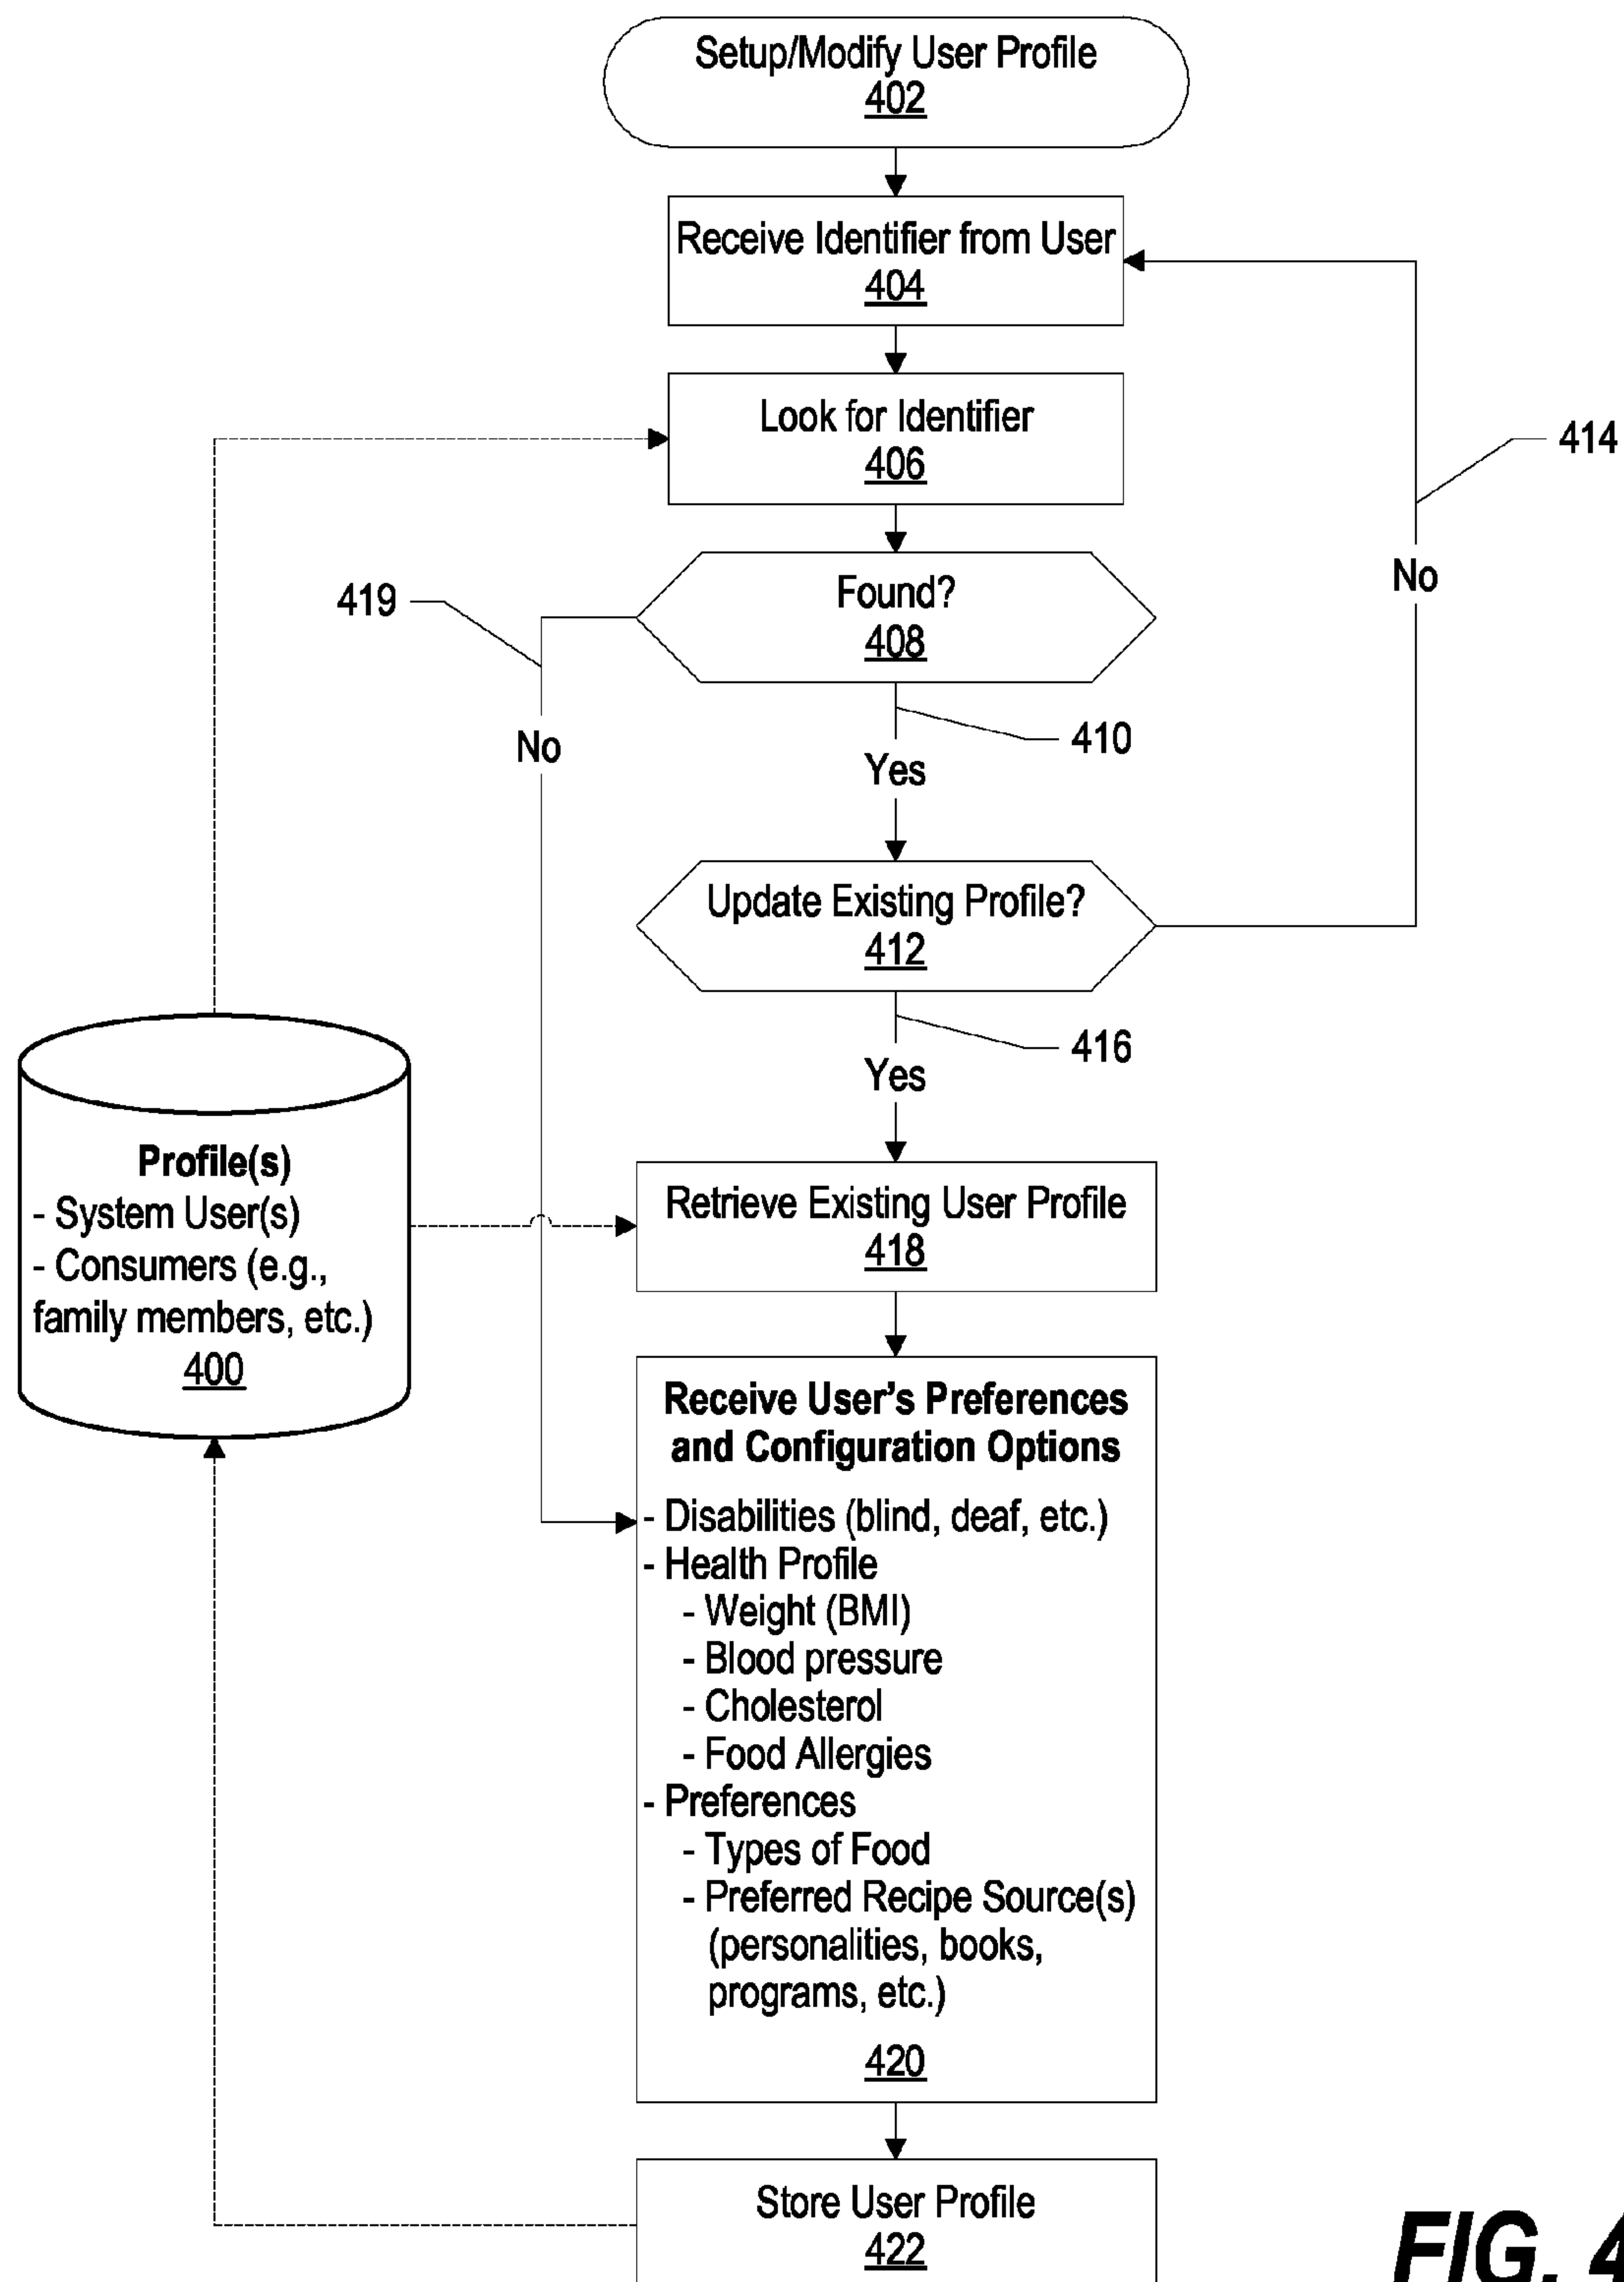 Setup/Modify User Profile
402
Receive Identifier from User
404
Look for Identifier
406
414
Found?
408
419
No
No
410
Yes
Update Existing Profile?
412
416
Yes
Profile(s)
- System User(s)
- Consumers (e.g.,
family members, etc.)
400
Retrieve Existing User Profile
418
Receive User's Preferences
and Configuration Options
- Disabilities (blind, deaf, etc.)
- Health Profile
- Weight (BMI)
- Blood pressure
- Cholesterol
- Food Allergies
- Preferences
- Types of Food
- Preferred Recipe Source(s)
(personalities, books,
programs, etc.)
420
Store User Profile
422
FIG. 4